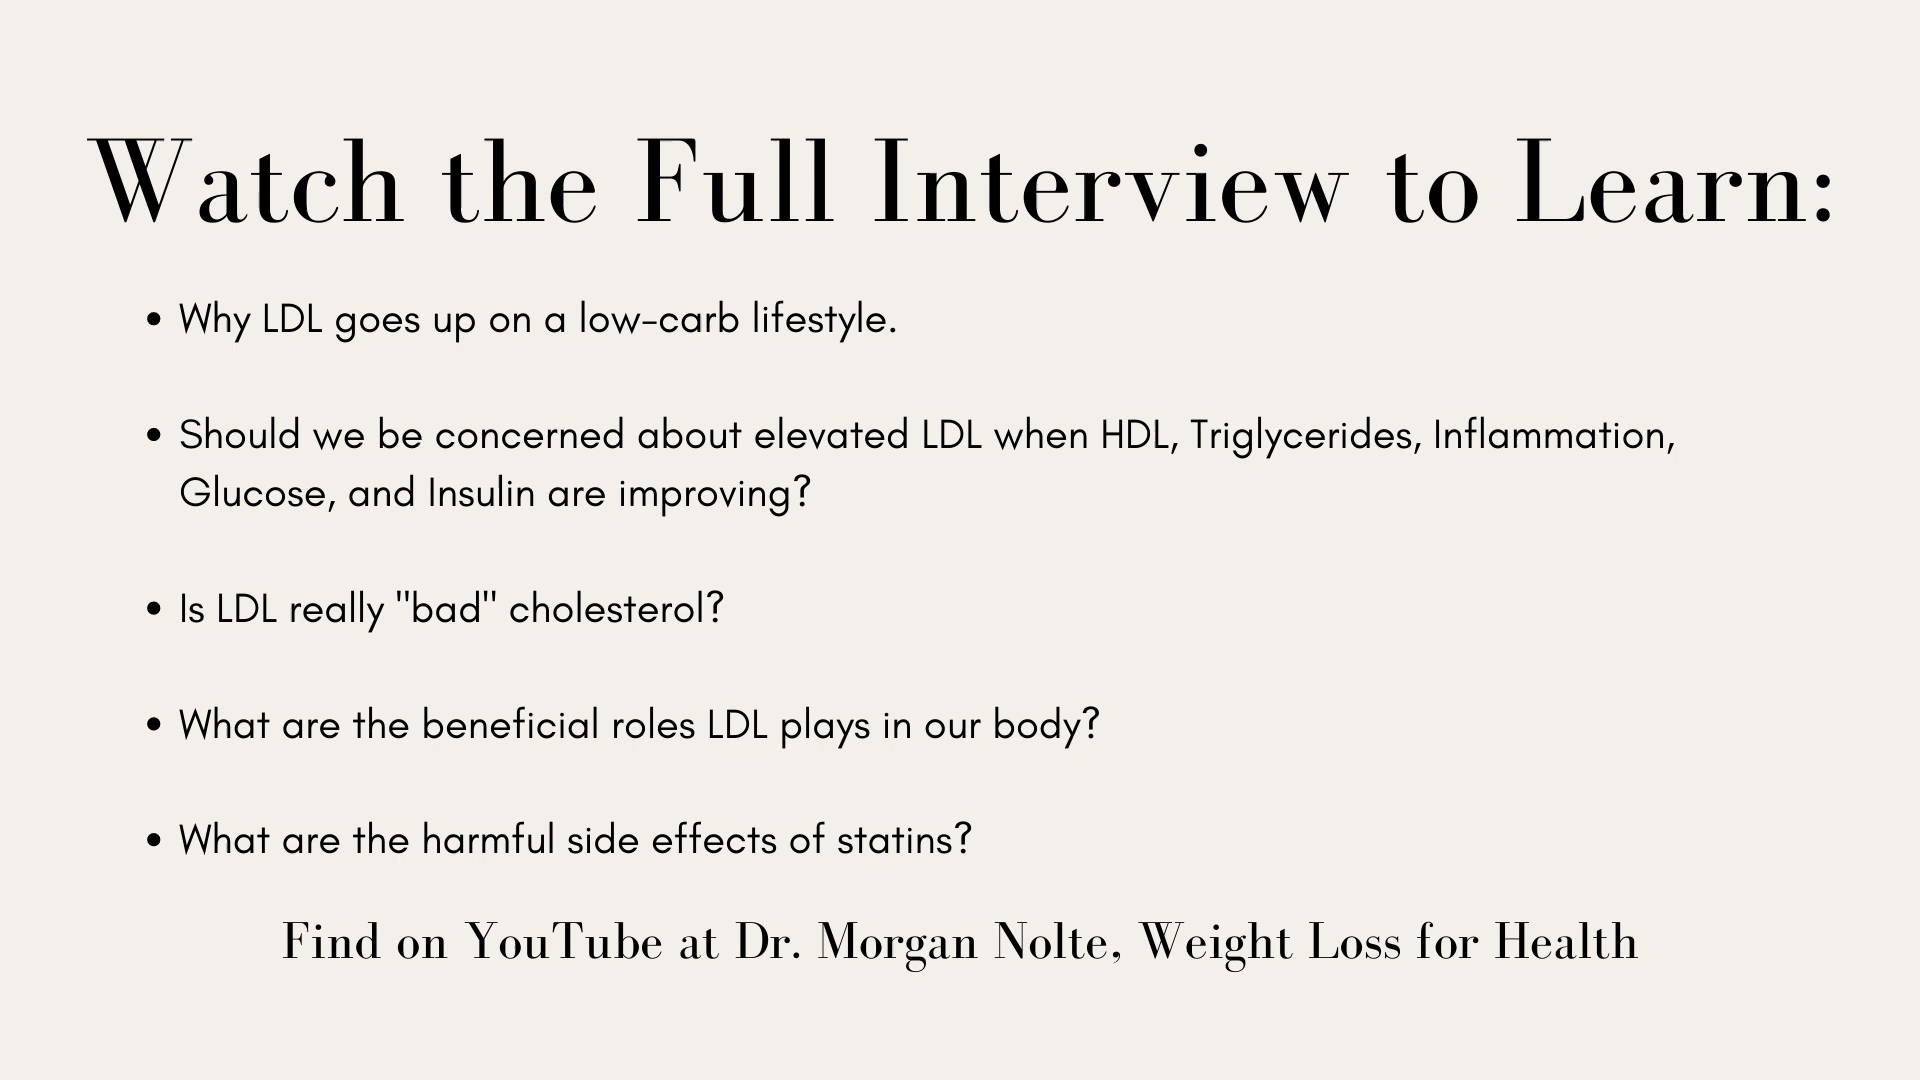 Watch the Full Interview to Learn:
• Why LDL goes up on a low-carb lifestyle.
• Should we be concerned about elevated LDL when HDL, Triglycerides, Inflammation,
Glucose, and Insulin are improving?
• Is LDL really "bad" cholesterol?
• What are the beneficial roles LDL plays in our body?
• What are the harmful side effects of statins?
Find on YouTube at Dr. Morgan Nolte, Weight Loss for Health